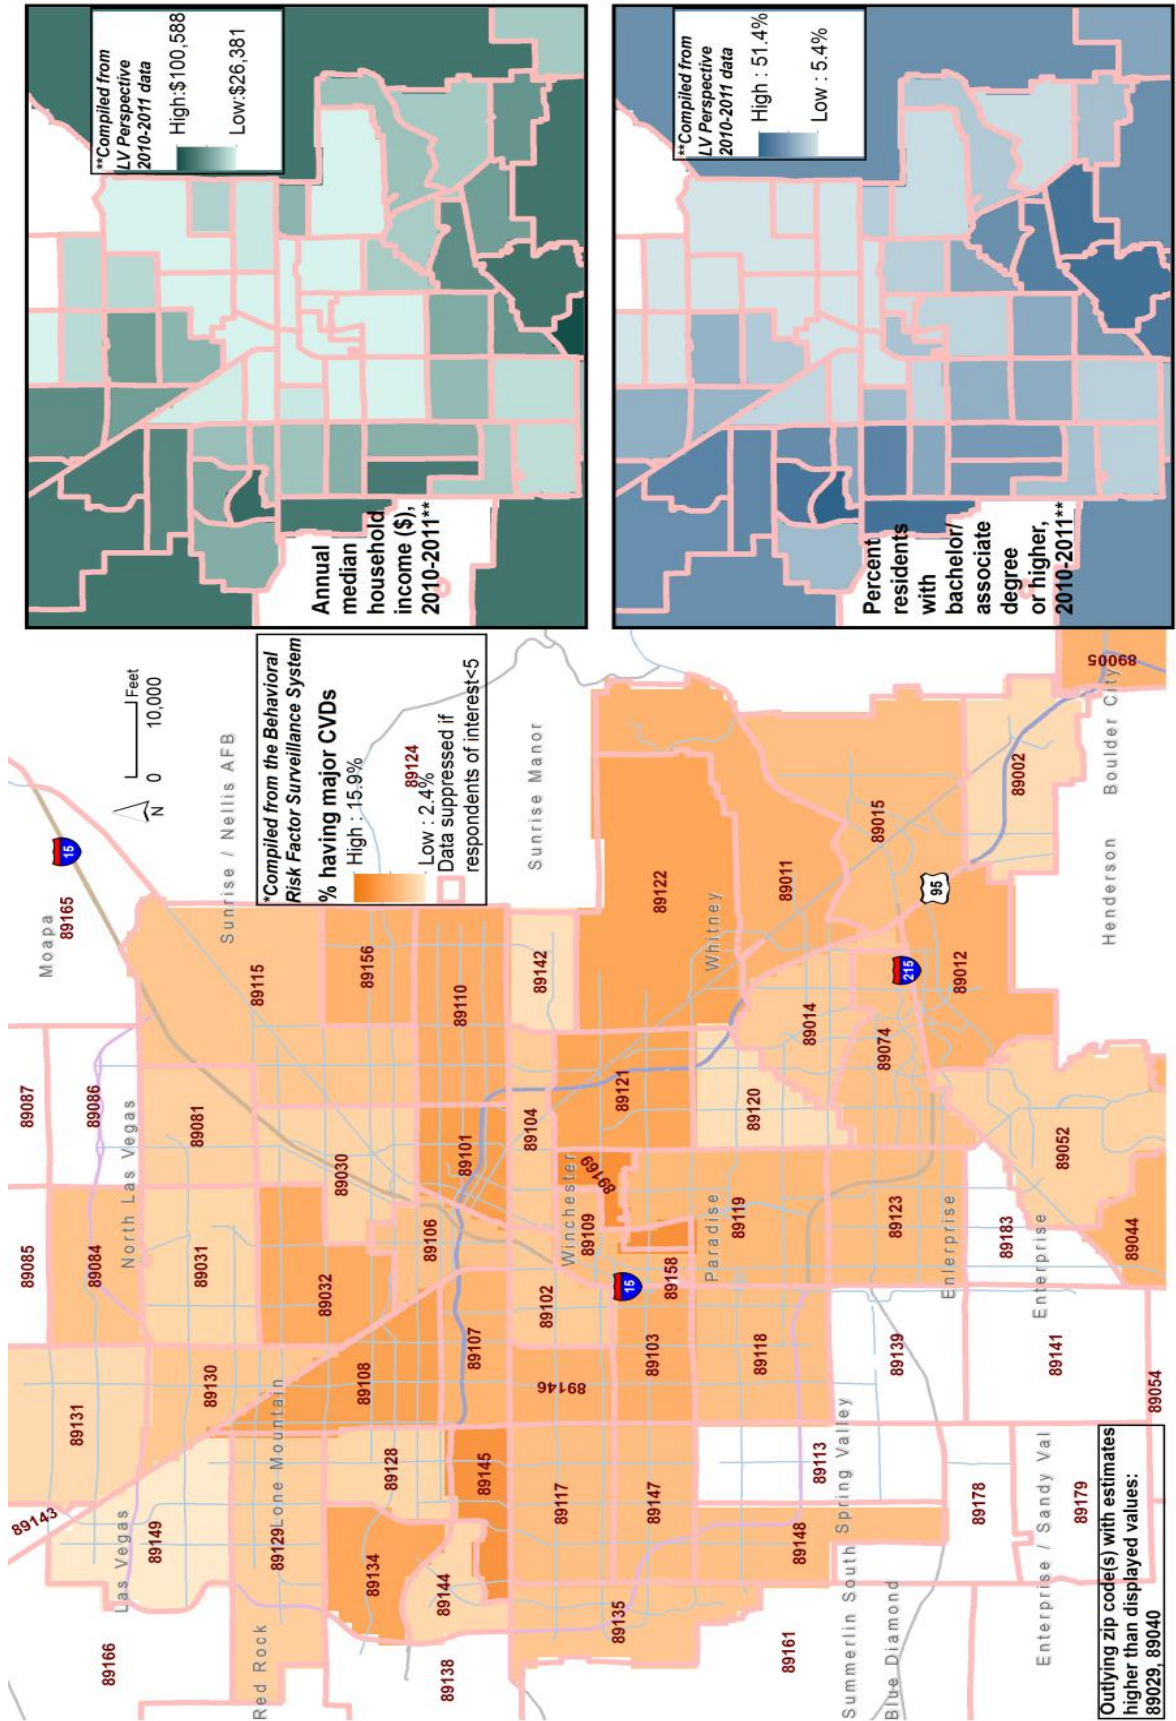 Moapa
89165
Sunrise / Nellis AFB
N
0 10,000
Feet
*Compiled from the Behavioral
Risk Factor Surveillance System
% having major CVDs
High : 15.9%
Low : 2.4%
89124
Data suppressed if
respondents of interest<5
Sunrise Manor
89087
89086
89085
89084
North Las Vegas
89081
89031
89115
89030
89032
89156
89110
89101
89106
89142
89104
Winchester
89169
89109
89102
89121
89122
Whitney
89158
Paradise
89119
89120
89014
89011
89015
89074
89012
89002
Boulder City
89005
Henderson
89123
Enterprise
89183
Enterprise
89052
89044
89143
89131
89130
89149
Las Vegas
89129
Lone Mountain
89108
89128
89107
89145
89146
89134
89144
89166
Red Rock
89138
89117
89103
89147
89118
89135
89148
89113
89139
89141
89054
89161
Summerlin South
Spring Valley
Blue Diamond
89178
89179
Enterprise / Sandy Val
15
15
95
215
Outlying zip code(s) with estimates
higher than displayed values:
89029, 89040
**Compiled from
LV Perspective
2010-2011 data
High:$100,588
Low:$26,381
Annual
median
household
income ($),
2010-2011**
**Compiled from
LV Perspective
2010-2011 data
High : 51.4%
Low : 5.4%
Percent
residents
with
bachelor/
associate
degree
or higher,
2010-2011**